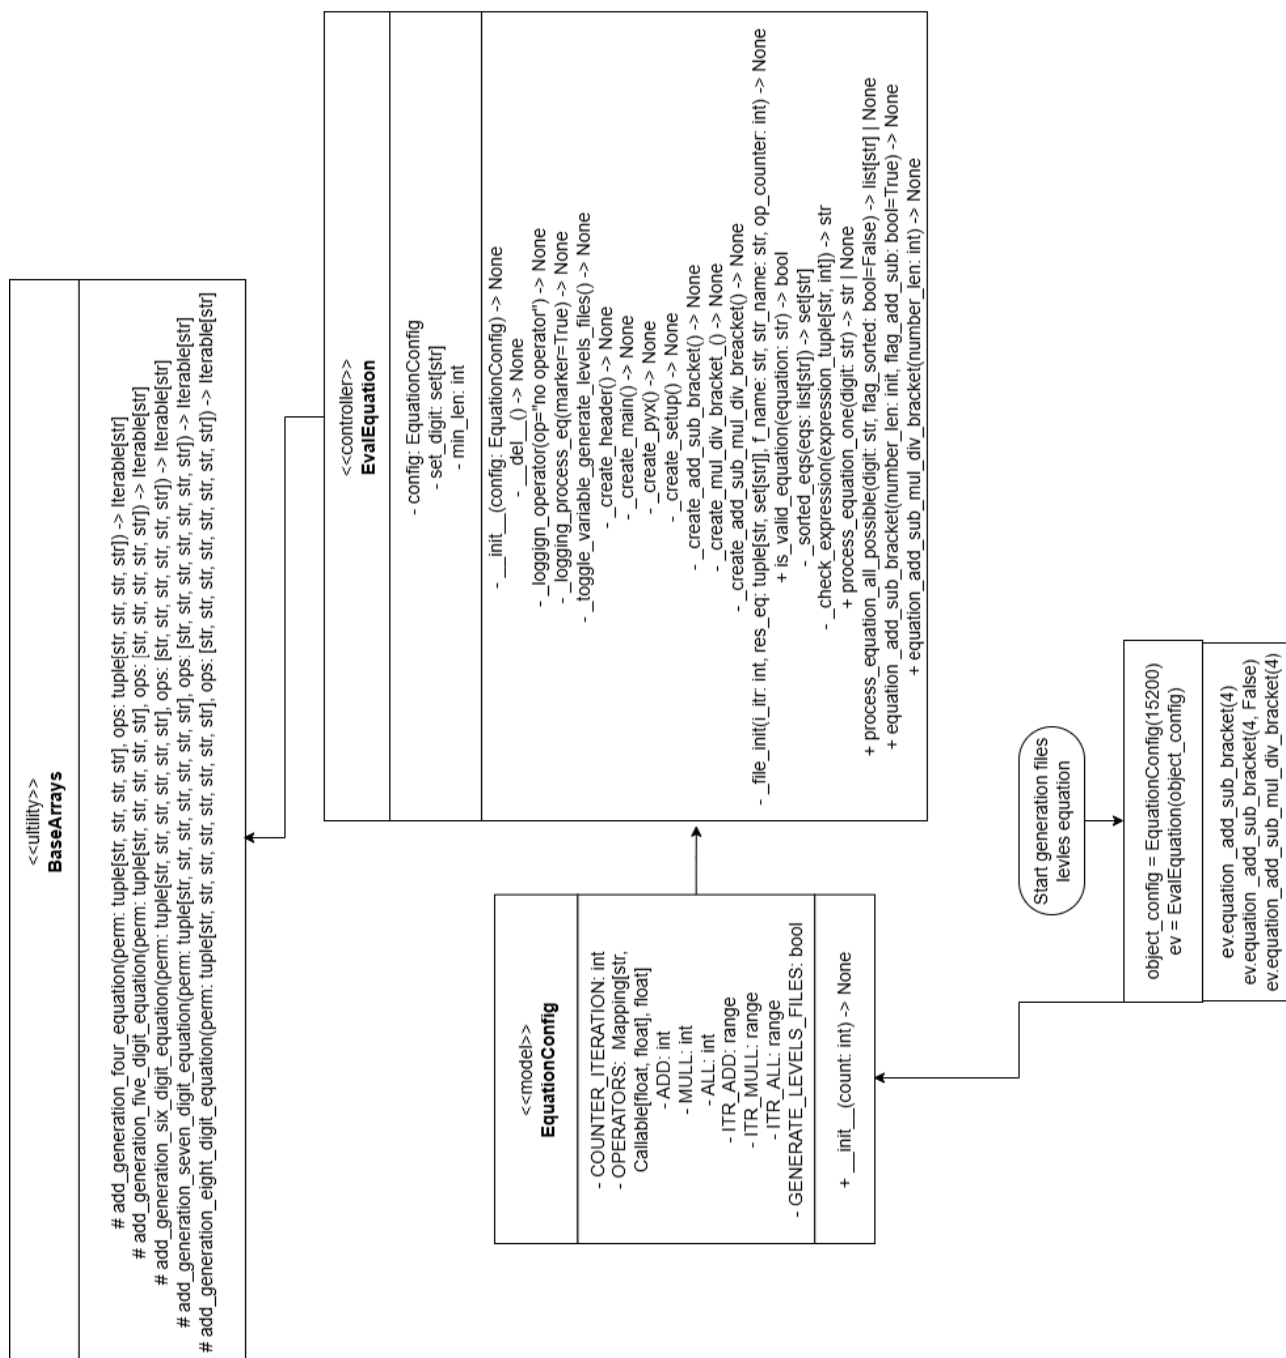 <<ultility>>
BaseArrays
# add_generation_four_equation(perm: tuple[str, str, str, str], ops: tuple[str, str, str]) -> Iterable[str]
# add_generation_five_digit_equation(perm: tuple[str, str, str, str, str], ops: [str, str, str, str]) -> Iterable[str]
# add_generation_six_digit_equation(perm: tuple[str, str, str, str, str, str], ops: [str, str, str, str, str]) -> Iterable[str]
# add_generation_seven_digit_equation(perm: tuple[str, str, str, str, str, str, str], ops: [str, str, str, str, str, str]) -> Iterable[str]
# add_generation_eight_digit_equation(perm: tuple[str, str, str, str, str, str, str, str], ops: [str, str, str, str, str, str, str]) -> Iterable[str]
<<controller>>
EvalEquation
- config: EquationConfig
- set_digit: set[str]
- min_len: int
- __init__(config: EquationConfig) -> None
- __del__() -> None
- _loggign_operator(op="no operator") -> None
- _logging_process_eq(marker=True) -> None
- _toggle_variable_generate_levels_files() -> None
- _create_header() -> None
- _create_main() -> None
- _create_pyx() -> None
- _create_setup() -> None
- _create_add_sub_bracket() -> None
- _create_mul_div_bracket_() -> None
- _create_add_sub_mul_div_breacket() -> None
- _file_init(i_itr: int, res_eq: tuple[str, set[str]], f_name: str, str_name: str, op_counter: int) -> None
+ is_valid_equation(equation: str) -> bool
- _sorted_eqs(eqs: list[str]) -> set[str]
- _check_expression(expression_tuple[str, int]) -> str
+ process_equation_one(digit: str) -> str | None
+ process_equation_all_possible(digit: str, flag_sorted: bool=False) -> list[str] | None
+ equation _add_sub_bracket(number_len: init, flag_add_sub: bool=True) -> None
+ equation_add_sub_mul_div_bracket(number_len: int) -> None
<<model>>
EquationConfig
- COUNTER_ITERATION: int
- OPERATORS: Mapping[str,
Callable[float, float], float]
- ADD: int
- MULL: int
- ALL: int
- ITR_ADD: range
- ITR_MULL: range
- ITR_ALL: range
- GENERATE_LEVELS_FILES: bool
+ __init__(count: int) -> None
Start generation files
levles equation
object_config = EquationConfig(15200)
ev = EvalEquation(object_config)
ev.equation _add_sub_bracket(4)
ev.equation _add_sub_bracket(4, False)
ev.equation_add_sub_mul_div_bracket(4)